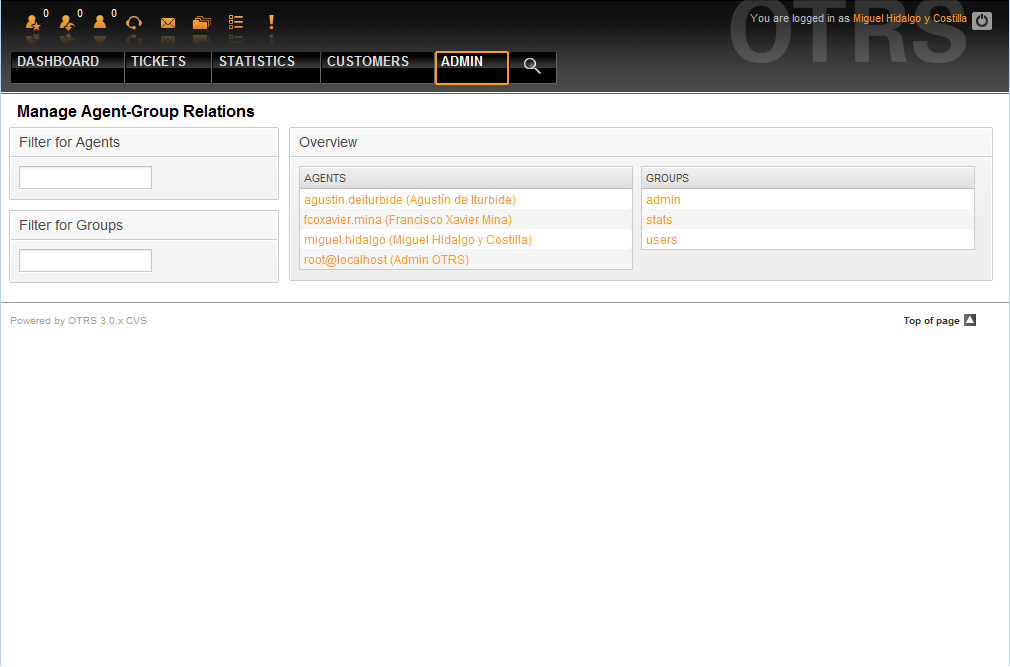 0 0 0
You are logged in as Miguel Hidalgo y Costilla
OTRS
DASHBOARD TICKETS STATISTICS CUSTOMERS ADMIN
Manage Agent-Group Relations
Filter for Agents
Filter for Groups
Overview
AGENTS GROUPS
agustin.deiturbide (Agustín de Iturbide) admin
fcoxavier.mina (Francisco Xavier Mina) stats
miguel.hidalgo (Miguel Hidalgo y Costilla) users
root@localhost (Admin OTRS)
Powered by OTRS 3.0.x CVS
Top of page